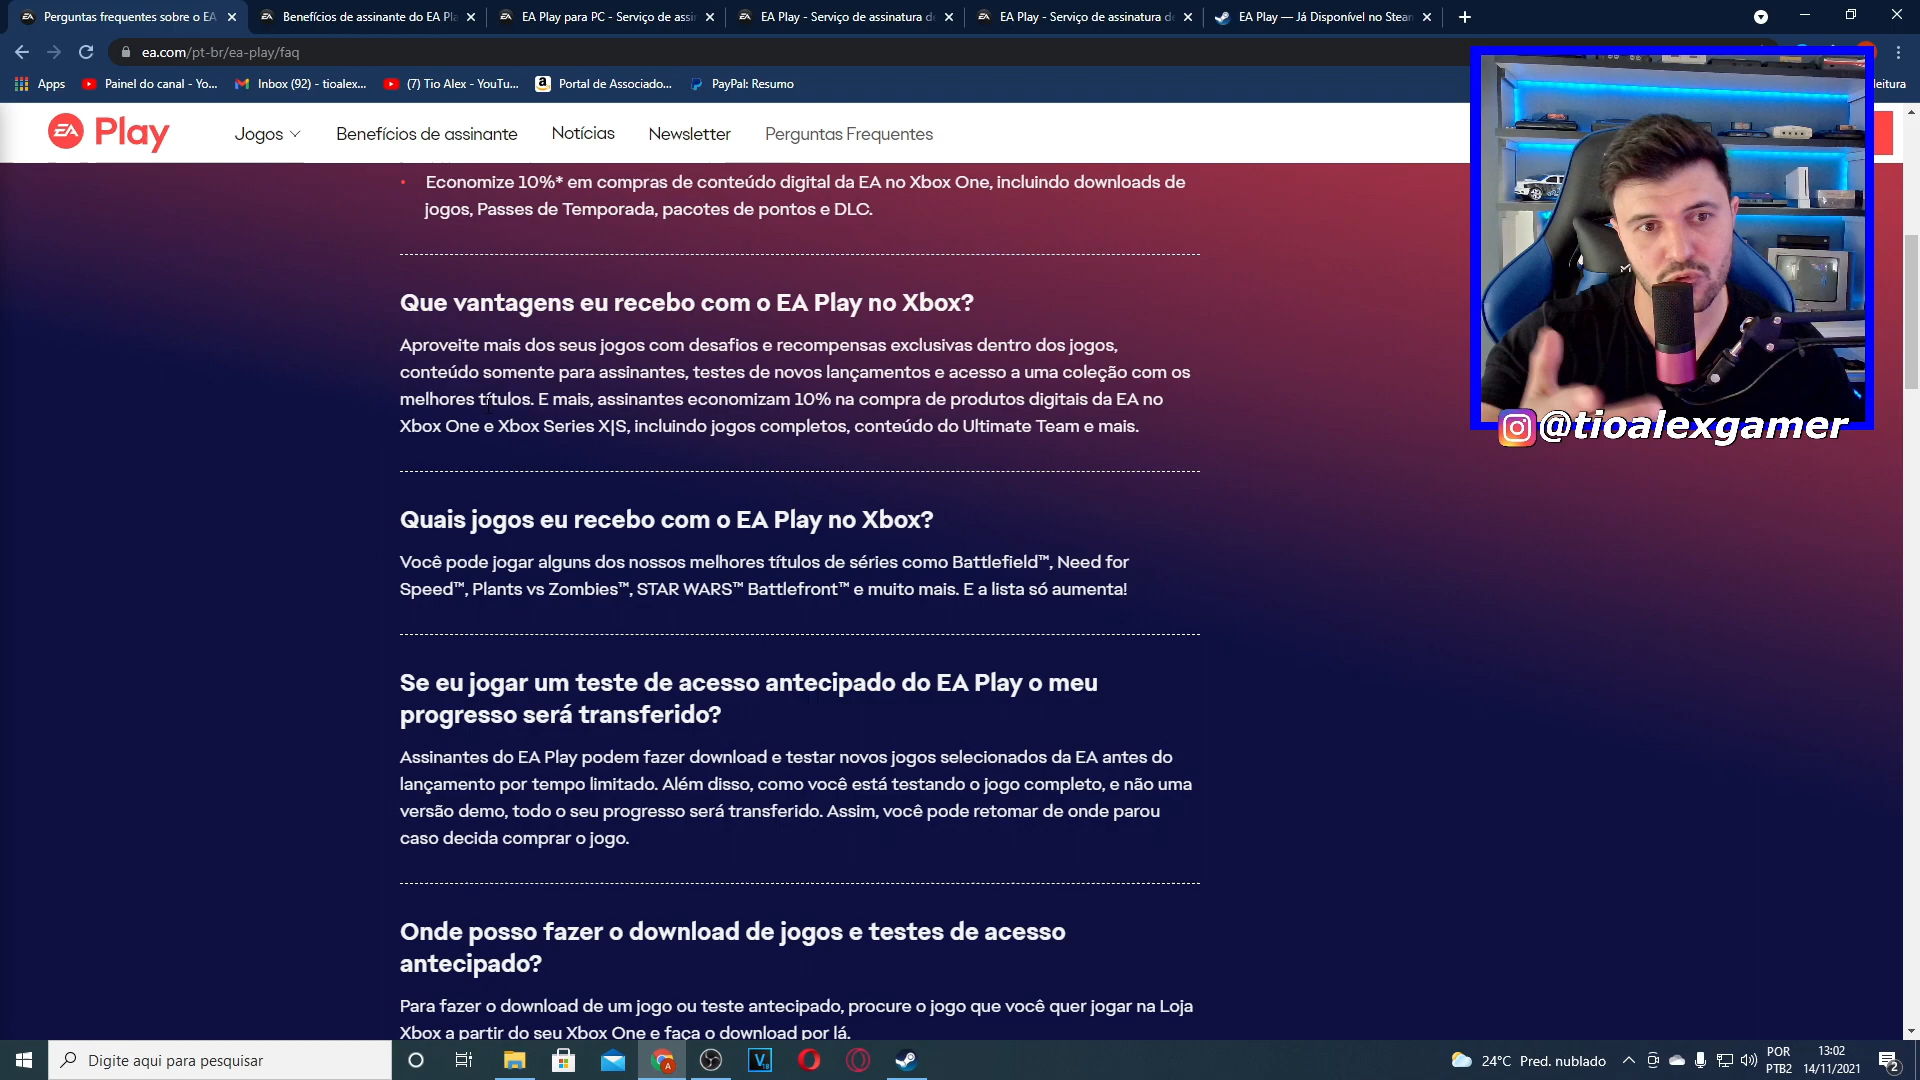 Perguntas frequentes sobre o EA
Benefícios de assinante do EA Pla
EA Play para PC - Serviço de assi
EA Play - Serviço de assinatura d
EA Play - Serviço de assinatura d
EA Play — Já Disponível no Stean
ea.com/pt-br/ea-play/faq
Apps
Painel do canal - Yo...
Inbox (92) - tioalex...
(7) Tio Alex - YouTu...
Portal de Associado...
PayPal: Resumo
leitura
EA Play
Jogos
Benefícios de assinante
Notícias
Newsletter
Perguntas Frequentes
• Economize 10%* em compras de conteúdo digital da EA no Xbox One, incluindo downloads de
jogos, Passes de Temporada, pacotes de pontos e DLC.
Que vantagens eu recebo com o EA Play no Xbox?
Aproveite mais dos seus jogos com desafios e recompensas exclusivas dentro dos jogos,
conteúdo somente para assinantes, testes de novos lançamentos e acesso a uma coleção com os
melhores títulos. E mais, assinantes economizam 10% na compra de produtos digitais da EA no
Xbox One e Xbox Series X|S, incluindo jogos completos, conteúdo do Ultimate Team e mais.
@tioalexgamer
Quais jogos eu recebo com o EA Play no Xbox?
Você pode jogar alguns dos nossos melhores títulos de séries como Battlefield™, Need for
Speed™, Plants vs Zombies™, STAR WARS™ Battlefront™ e muito mais. E a lista só aumenta!
Se eu jogar um teste de acesso antecipado do EA Play o meu
progresso será transferido?
Assinantes do EA Play podem fazer download e testar novos jogos selecionados da EA antes do
lançamento por tempo limitado. Além disso, como você está testando o jogo completo, e não uma
versão demo, todo o seu progresso será transferido. Assim, você pode retomar de onde parou
caso decida comprar o jogo.
Onde posso fazer o download de jogos e testes de acesso
antecipado?
Para fazer o download de um jogo ou teste antecipado, procure o jogo que você quer jogar na Loja
Xbox a partir do seu Xbox One e faça o download por lá.
Digite aqui para pesquisar
24°C Pred. nublado
POR
PTB2
13:02
14/11/2021
2